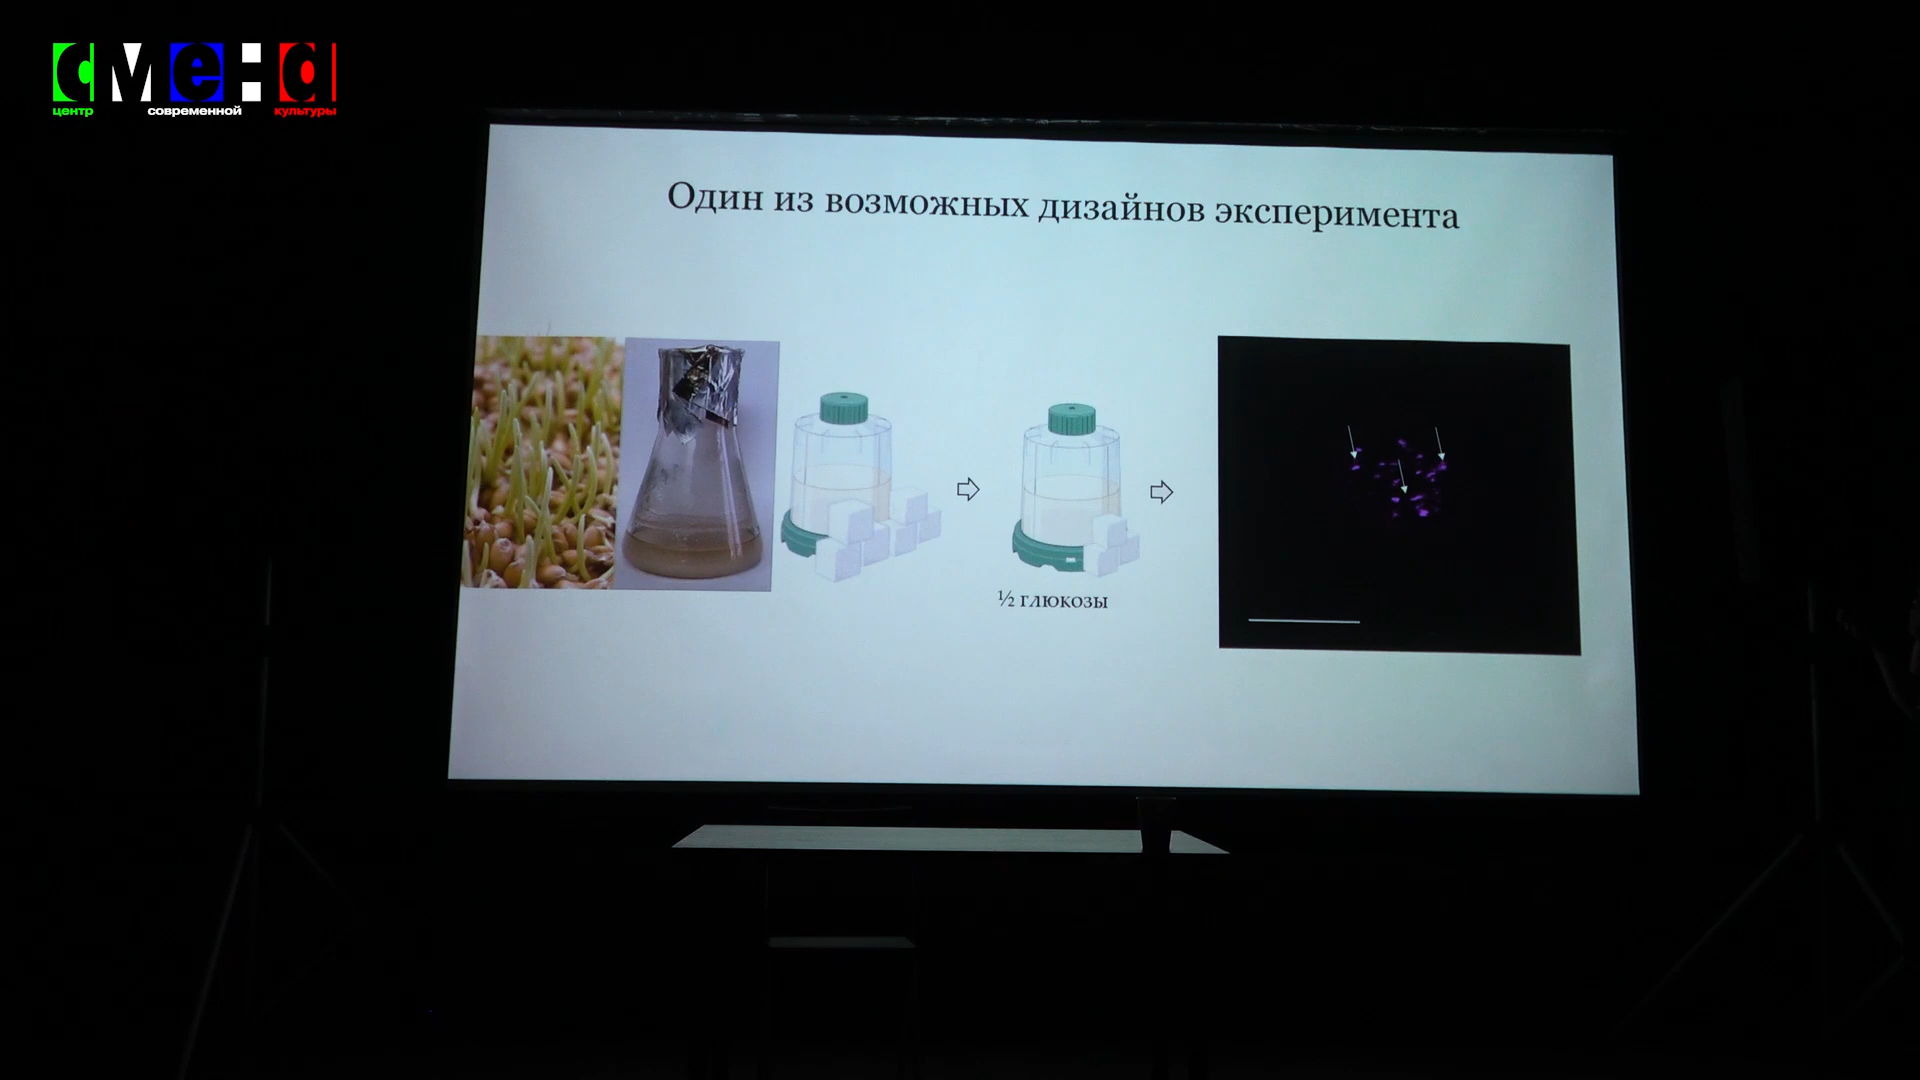 смена
центр современной культуры
Один из возможных дизайнов эксперимента
½ глюкозы